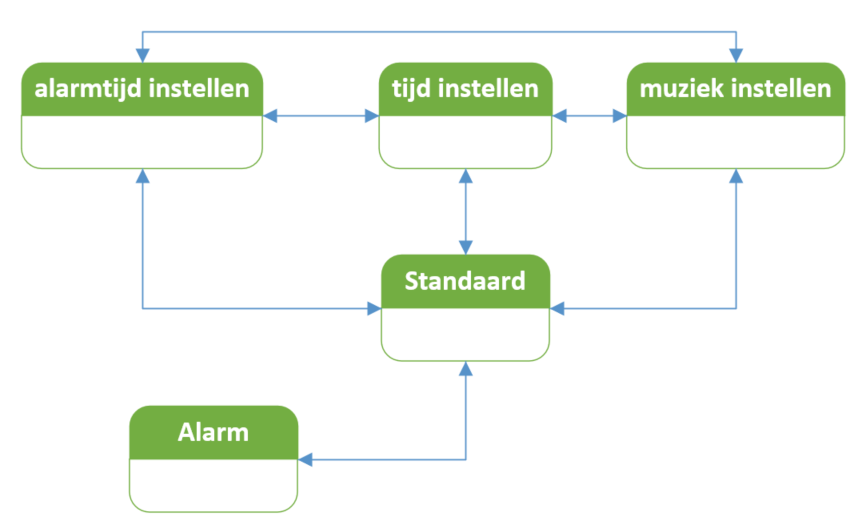 alarmtijd instellen
tijd instellen
muziek instellen
Standaard
Alarm